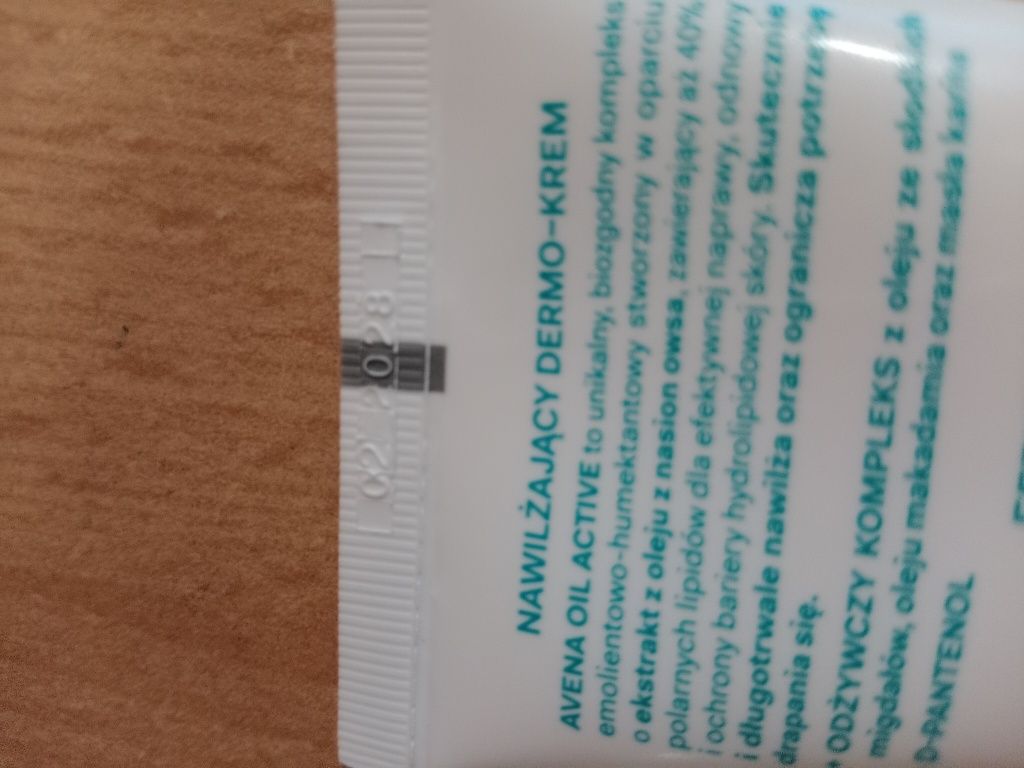 02 2028
NAWILŻAJĄCY DERMO-KREM
AVENA OIL ACTIVE to unikalny, biozgodny kompleks
emolientowo-humektantowy stworzony w oparciu
o ekstrakt z oleju z nasion owsa, zawierający aż 40%
polarnych lipidów dla efektywnej naprawy, odnowy
i ochrony bariery hydrolipidowej skóry. Skutecznie
i długotrwale nawilża oraz ogranicza potrzebę
drapania się.
* ODŻYWCZY KOMPLEKS z oleju ze słodkich
migdałów, oleju makadamia oraz masła karite
D-PANTENOL